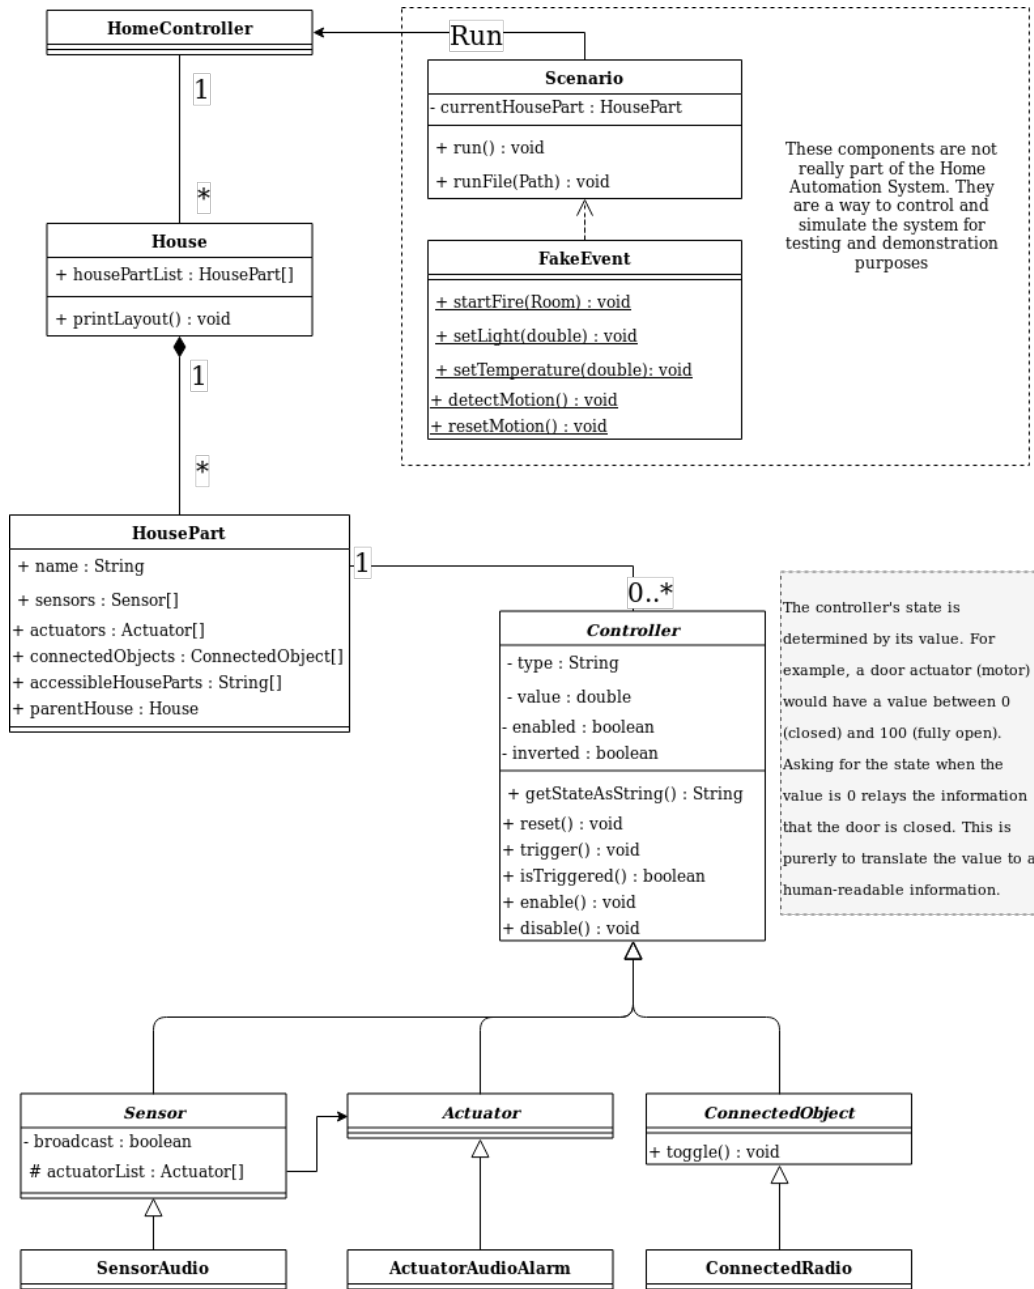 HomeController
Run
1
*
Scenario
- currentHousePart : HousePart
+ run() : void
+ runFile(Path) : void
These components are not
really part of the Home
Automation System. They
are a way to control and
simulate the system for
testing and demonstration
purposes
House
+ housePartList : HousePart[]
+ printLayout() : void
1
*
FakeEvent
+ startFire(Room) : void
+ setLight(double) : void
+ setTemperature(double): void
+ detectMotion() : void
+ resetMotion() : void
HousePart
+ name : String
+ sensors : Sensor[]
+ actuators : Actuator[]
+ connectedObjects : ConnectedObject[]
+ accessibleHouseParts : String[]
+ parentHouse : House
1
0..*
Controller
- type : String
- value : double
- enabled : boolean
- inverted : boolean
+ getStateAsString() : String
+ reset() : void
+ trigger() : void
+ isTriggered() : boolean
+ enable() : void
+ disable() : void
The controller's state is
determined by its value. For
example, a door actuator (motor)
would have a value between 0
(closed) and 100 (fully open).
Asking for the state when the
value is 0 relays the information
that the door is closed. This is
purerly to translate the value to a
human-readable information.
Sensor
- broadcast : boolean
# actuatorList : Actuator[]
Actuator
ConnectedObject
+ toggle() : void
SensorAudio
ActuatorAudioAlarm
ConnectedRadio